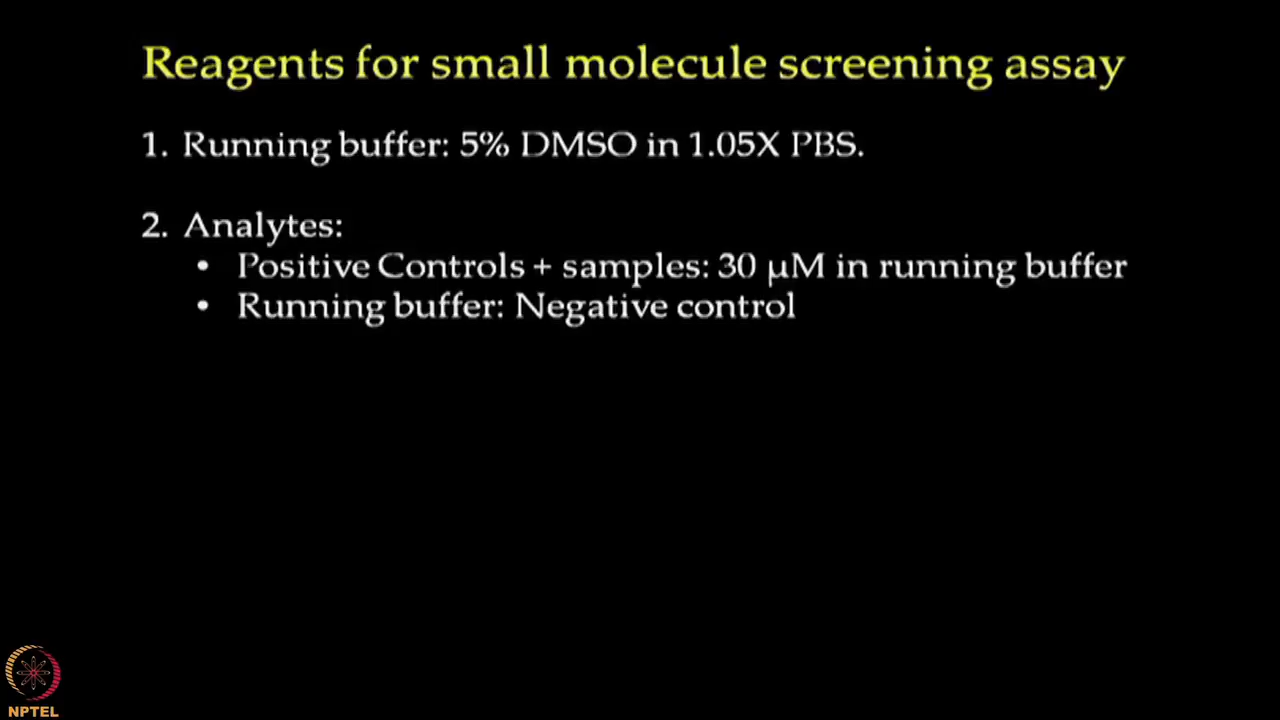 Reagents for small molecule screening assay
1. Running buffer: 5% DMSO in 1.05X PBS.
2. Analytes:
• Positive Controls + samples: 30 µM in running buffer
• Running buffer: Negative control
NPTEL